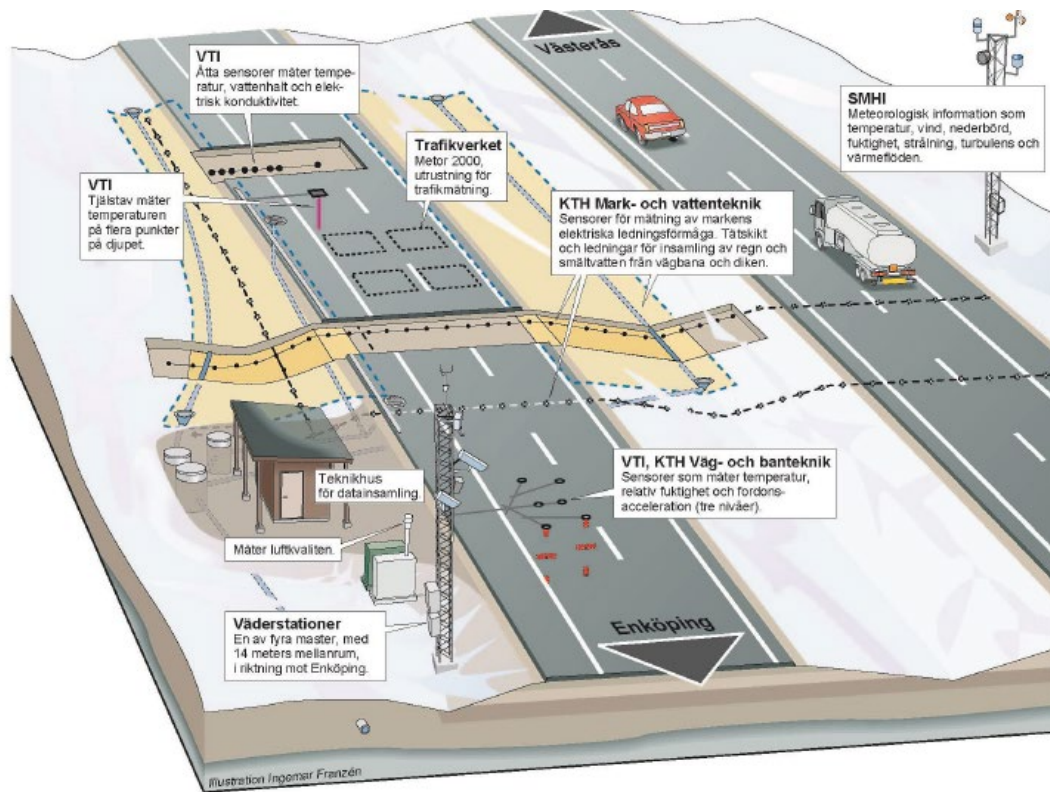 Västerås
VTI
Åtta sensorer mäter tempe-
ratur, vattenhalt och elek-
trisk konduktivitet.
SMHI
Meteorologisk information som
temperatur, vind, nederbörd,
fuktighet, strålning, turbulens och
värmeflöden.
Trafikverket
Metor 2000,
utrustning för
trafikmätning.
VTI
Tjälstav mäter
temperaturen
på flera punkter
på djupet.
KTH Mark- och vattenteknik
Sensorer för mätning av markens
elektriska ledningsförmåga. Tätskikt
och ledningar för insamling av regn och
smältvatten från vägbana och diken.
VTI, KTH Väg- och banteknik
Sensorer som mäter temperatur,
relativ fuktighet och fordons-
acceleration (tre nivåer).
Teknikhus
för datainsamling.
Mäter luftkvaliten.
Väderstationer
En av fyra master, med
14 meters mellanrum,
i riktning mot Enköping.
Enköping
Illustration Ingemar Franzén